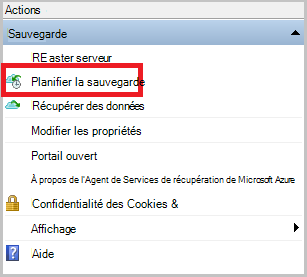 Actions
Sauvegarde
REaster serveur
Planifier la sauvegarde
Récupérer des données
Modifier les propriétés
Portail ouvert
À propos de l'Agent de Services de récupération de Microsoft Azure
Confidentialité des Cookies &
Affichage
Aide